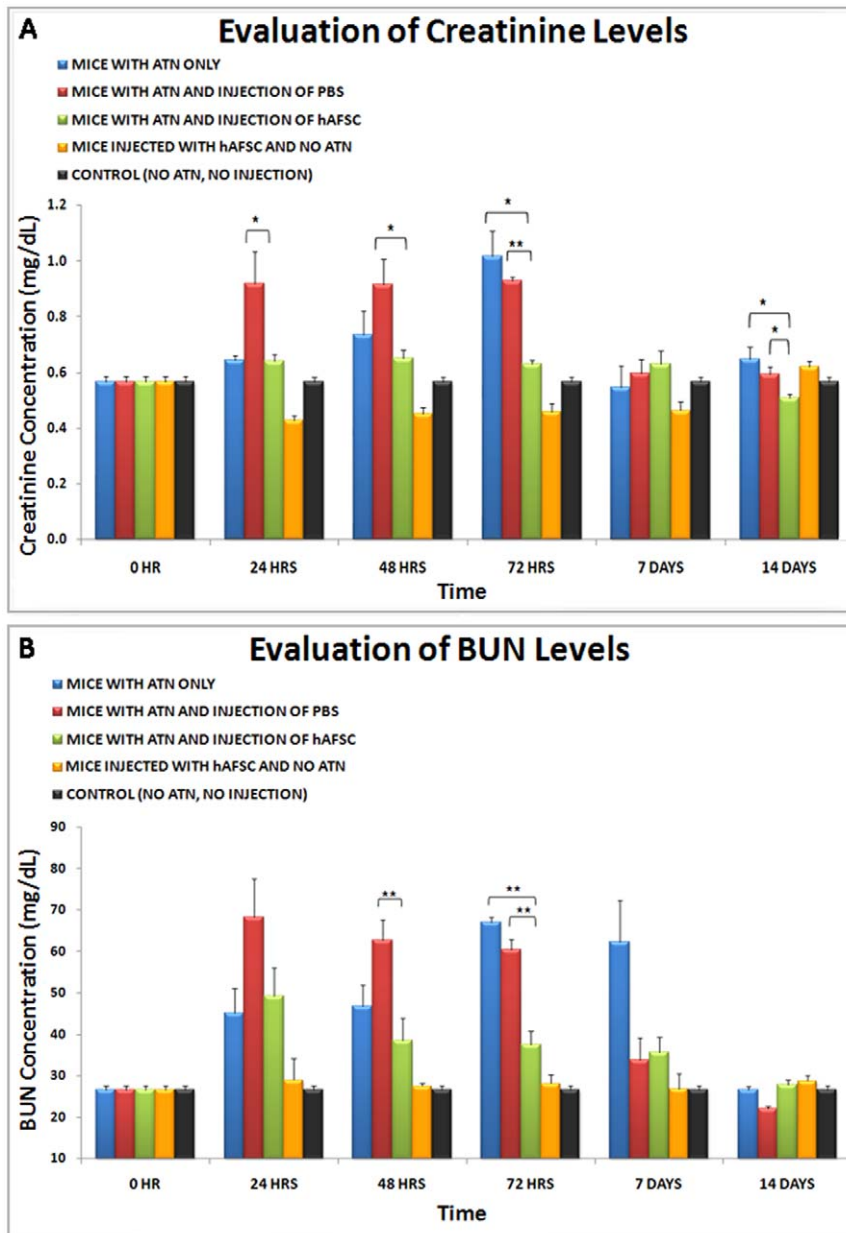 A
Evaluation of Creatinine Levels
MICE WITH ATN ONLY
MICE WITH ATN AND INJECTION OF PBS
MICE WITH ATN AND INJECTION OF hAFSC
MICE INJECTED WITH hAFSC AND NO ATN
CONTROL (NO ATN, NO INJECTION)
Creatinine Concentration (mg/dL)
1.2
1.0
0.8
0.6
0.4
0.2
0.0
* * * ** * *
0 HR 24 HRS 48 HRS 72 HRS 7 DAYS 14 DAYS
Time
B
Evaluation of BUN Levels
MICE WITH ATN ONLY
MICE WITH ATN AND INJECTION OF PBS
MICE WITH ATN AND INJECTION OF hAFSC
MICE INJECTED WITH hAFSC AND NO ATN
CONTROL (NO ATN, NO INJECTION)
BUN Concentration (mg/dL)
90
80
70
60
50
40
30
20
10
** ** **
0 HR 24 HRS 48 HRS 72 HRS 7 DAYS 14 DAYS
Time